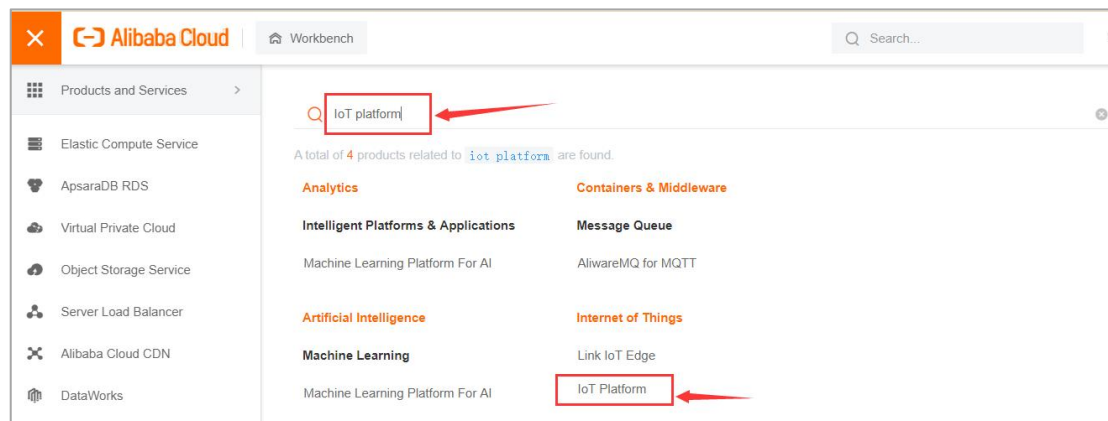 Alibaba Cloud
Workbench
Search...
Products and Services
Elastic Compute Service
ApsaraDB RDS
Virtual Private Cloud
Object Storage Service
Server Load Balancer
Alibaba Cloud CDN
DataWorks
IoT platform
A total of 4 products related to iot platform are found.
Analytics
Intelligent Platforms & Applications
Machine Learning Platform For AI
Containers & Middleware
Message Queue
AliwareMQ for MQTT
Artificial Intelligence
Machine Learning
Machine Learning Platform For AI
Internet of Things
Link IoT Edge
IoT Platform